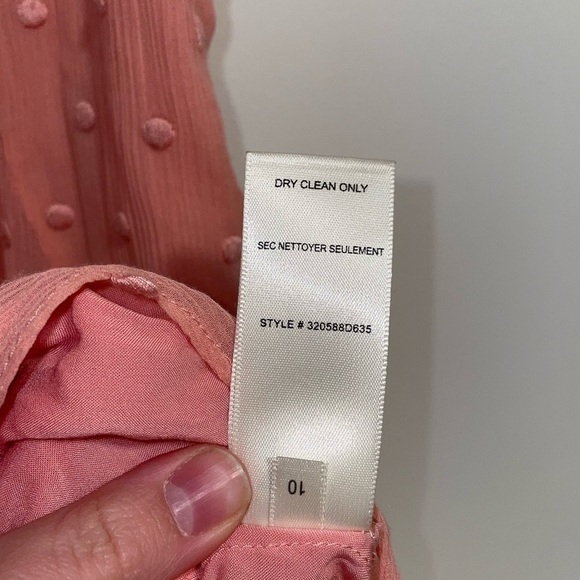 DRY CLEAN ONLY
SEC NETTOYER SEULEMENT
STYLE # 320588D635
10